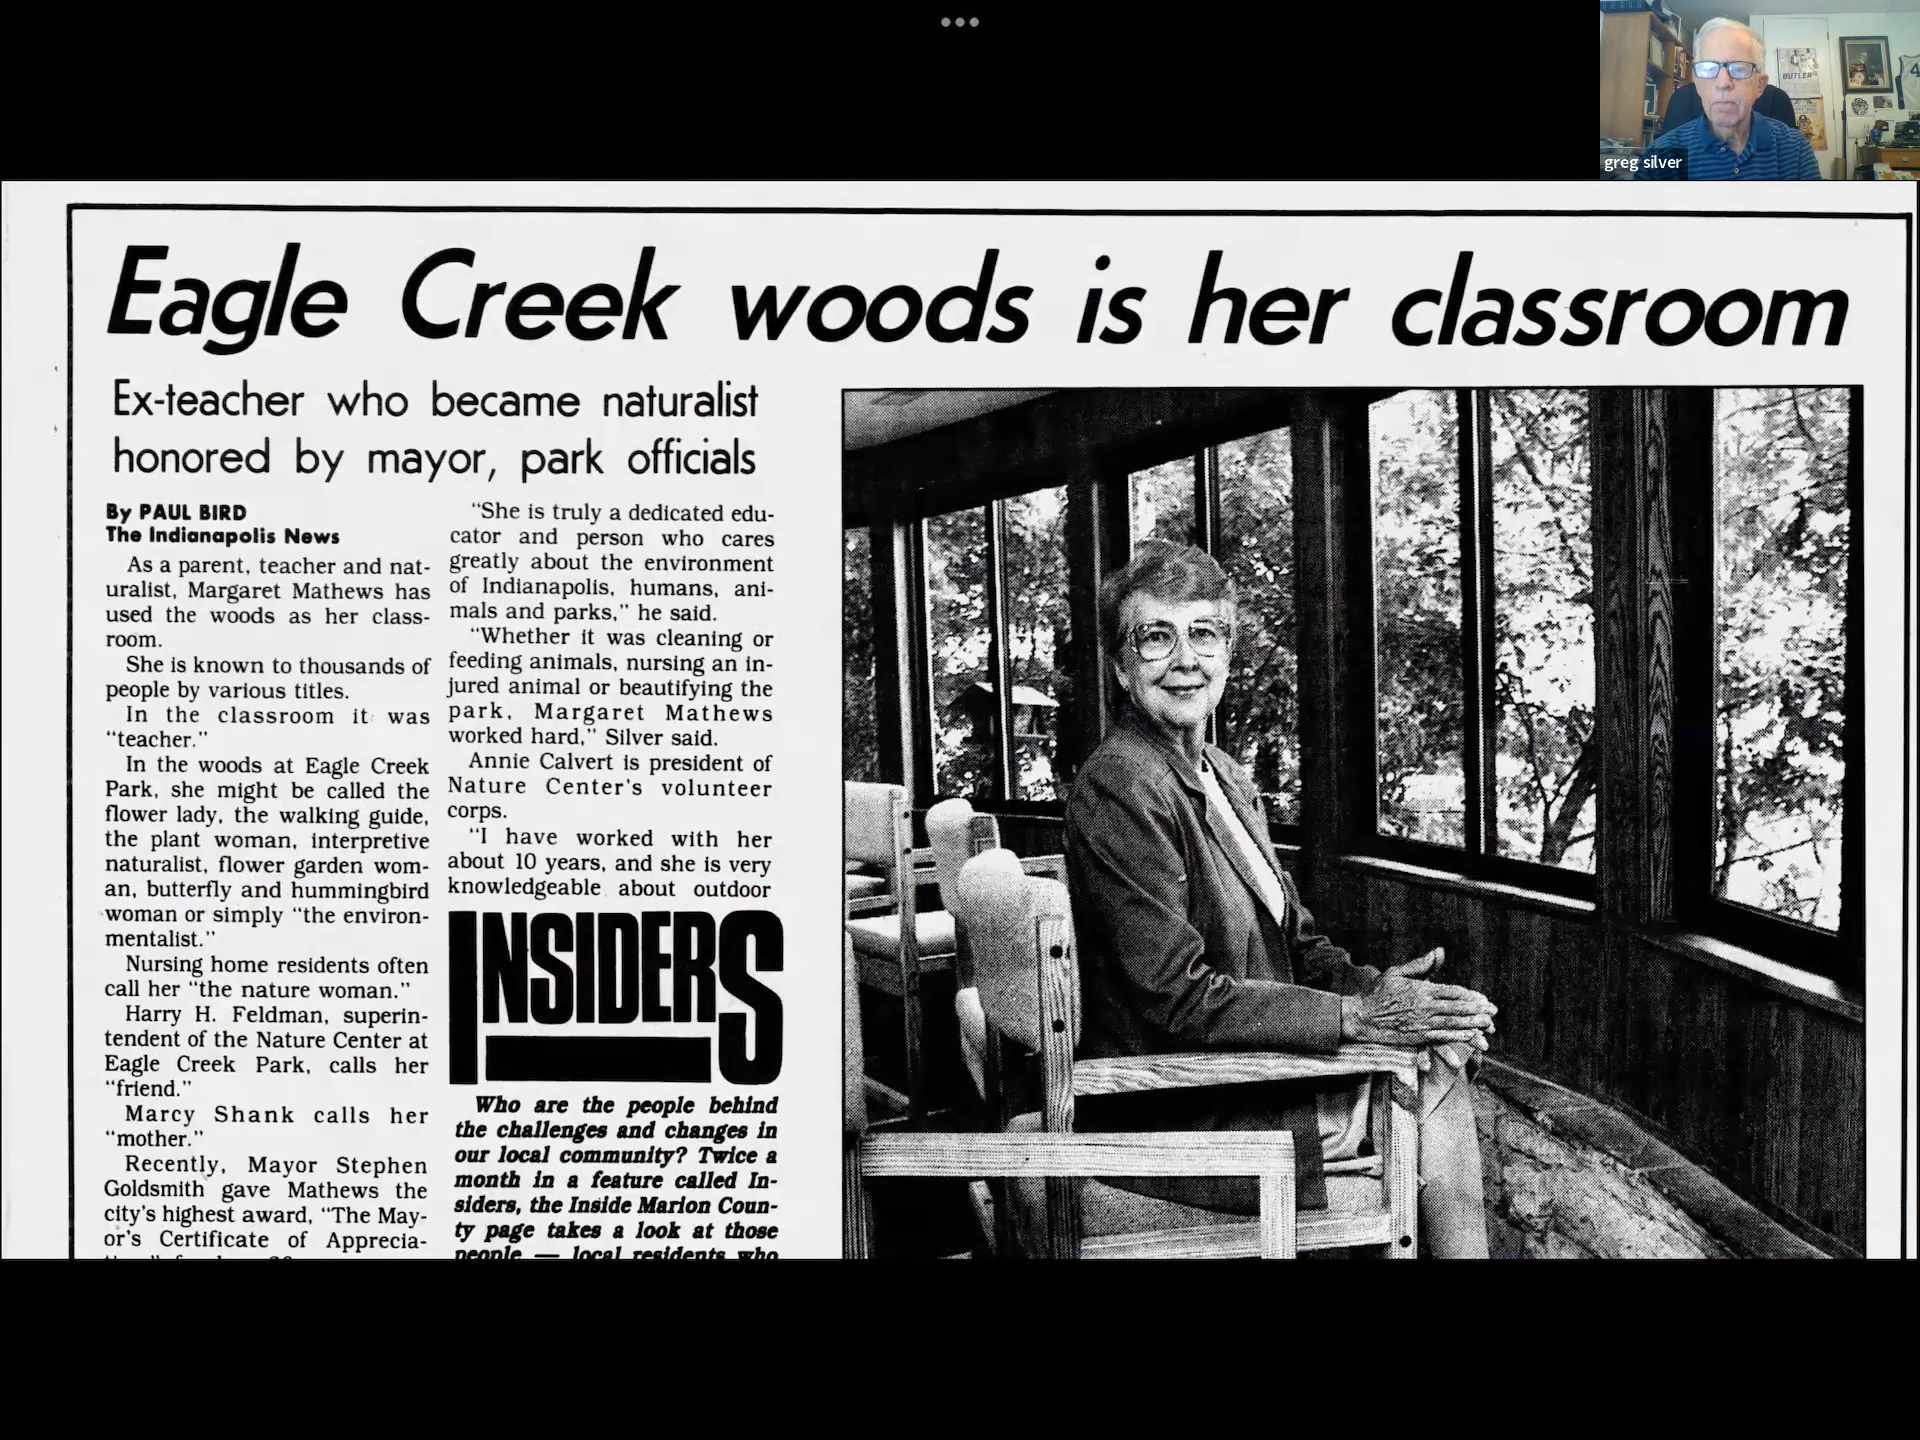 greg silver
BUTLER
4
Eagle Creek woods is her classroom
Ex-teacher who became naturalist
honored by mayor, park officials
By PAUL BIRD
The Indianapolis News
As a parent, teacher and nat-
uralist, Margaret Mathews has
used the woods as her class-
room.
She is known to thousands of
people by various titles.
In the classroom it was
“teacher.”
In the woods at Eagle Creek
Park, she might be called the
flower lady, the walking guide,
the plant woman, interpretive
naturalist, flower garden wom-
an, butterfly and hummingbird
woman or simply “the environ-
mentalist.”
Nursing home residents often
call her “the nature woman.”
Harry H. Feldman, superin-
tendent of the Nature Center at
Eagle Creek Park, calls her
“friend.”
Marcy Shank calls her
“mother.”
Recently, Mayor Stephen
Goldsmith gave Mathews the
city's highest award, “The May-
or's Certificate of Apprecia-
“She is truly a dedicated edu-
cator and person who cares
greatly about the environment
of Indianapolis, humans, ani-
mals and parks,” he said.
“Whether it was cleaning or
feeding animals, nursing an in-
jured animal or beautifying the
park, Margaret Mathews
worked hard,” Silver said.
Annie Calvert is president of
Nature Center's volunteer
corps.
“I have worked with her
about 10 years, and she is very
knowledgeable about outdoor
INSIDERS
Who are the people behind
the challenges and changes in
our local community? Twice a
month in a feature called In-
siders, the Inside Marion Coun-
ty page takes a look at those
people — local residents who